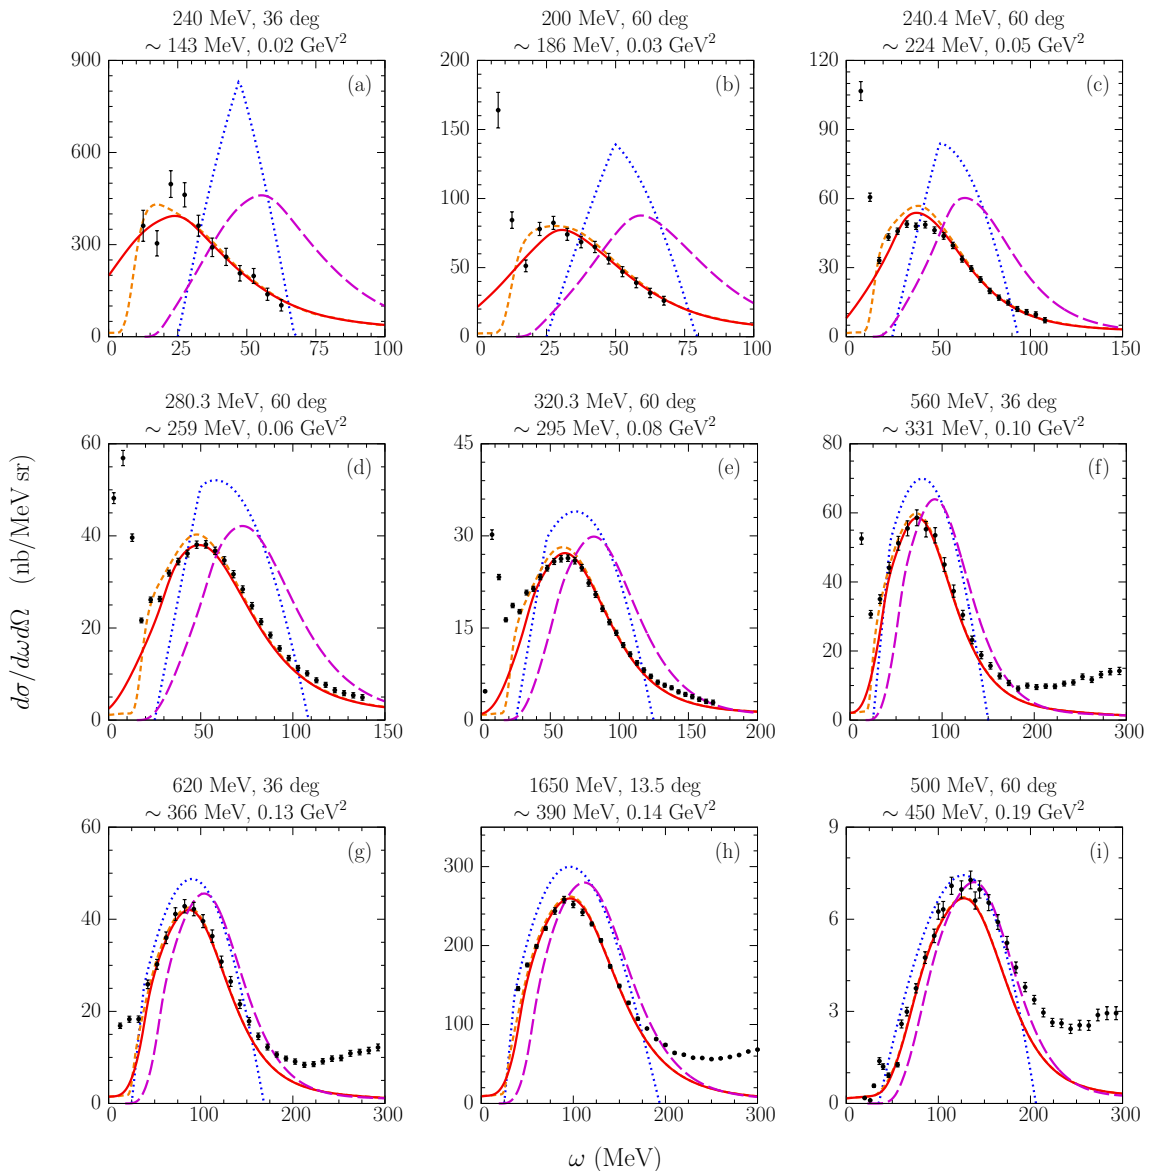 240 MeV, 36 deg
∼ 143 MeV, 0.02 GeV²
(a)
900
600
300
0
0 25 50 75 100
200 MeV, 60 deg
∼ 186 MeV, 0.03 GeV²
(b)
200
150
100
50
0
0 25 50 75 100
240.4 MeV, 60 deg
∼ 224 MeV, 0.05 GeV²
(c)
120
90
60
30
0
0 50 100 150
280.3 MeV, 60 deg
∼ 259 MeV, 0.06 GeV²
(d)
60
40
20
0
0 50 100 150
320.3 MeV, 60 deg
∼ 295 MeV, 0.08 GeV²
(e)
45
30
15
0
0 50 100 150 200
560 MeV, 36 deg
∼ 331 MeV, 0.10 GeV²
(f)
80
60
40
20
0
0 100 200 300
620 MeV, 36 deg
∼ 366 MeV, 0.13 GeV²
(g)
60
40
20
0
0 100 200 300
1650 MeV, 13.5 deg
∼ 390 MeV, 0.14 GeV²
(h)
300
200
100
0
0 100 200 300
500 MeV, 60 deg
∼ 450 MeV, 0.19 GeV²
(i)
9
6
3
0
0 100 200 300
dσ/dωdΩ (nb/MeV sr)
ω (MeV)